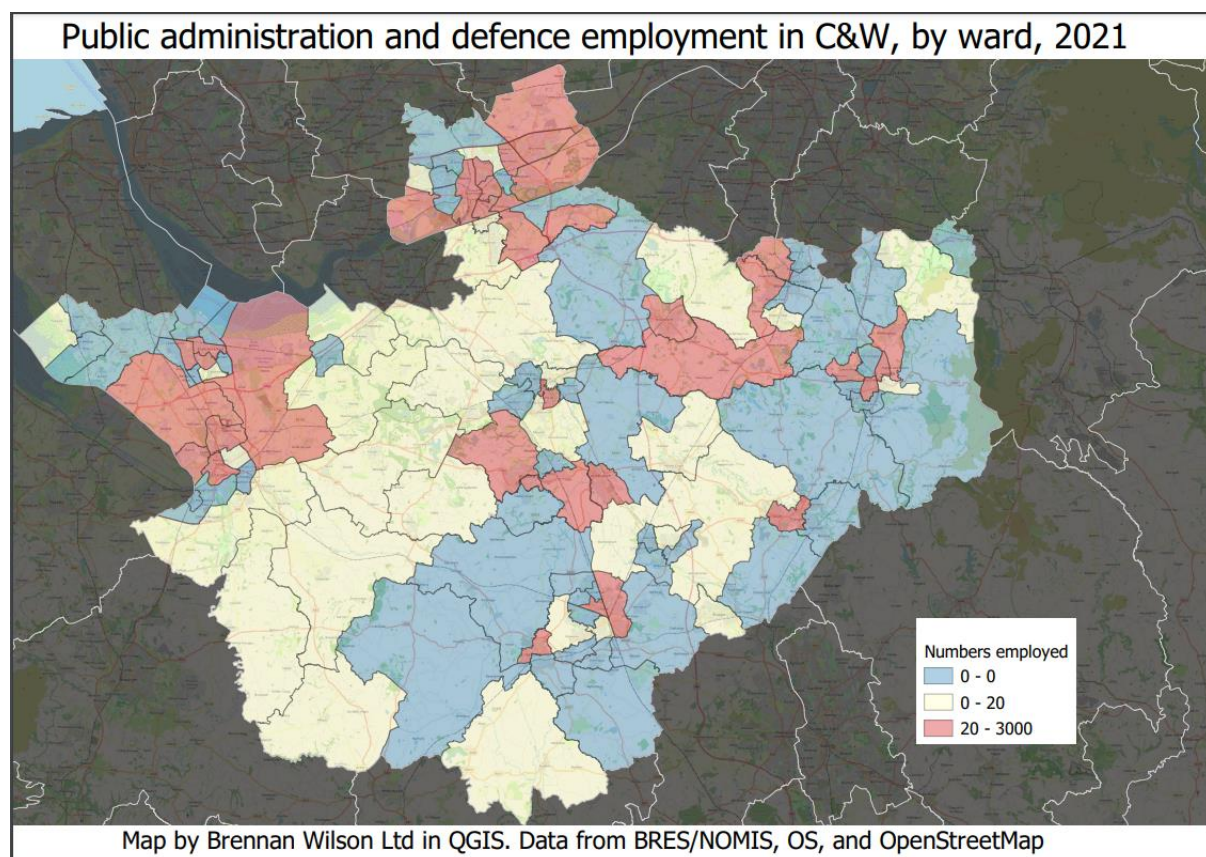 Public administration and defence employment in C&W, by ward, 2021
Numbers employed
0 - 0
0 - 20
20 - 3000
Map by Brennan Wilson Ltd in QGIS. Data from BRES/NOMIS, OS, and OpenStreetMap